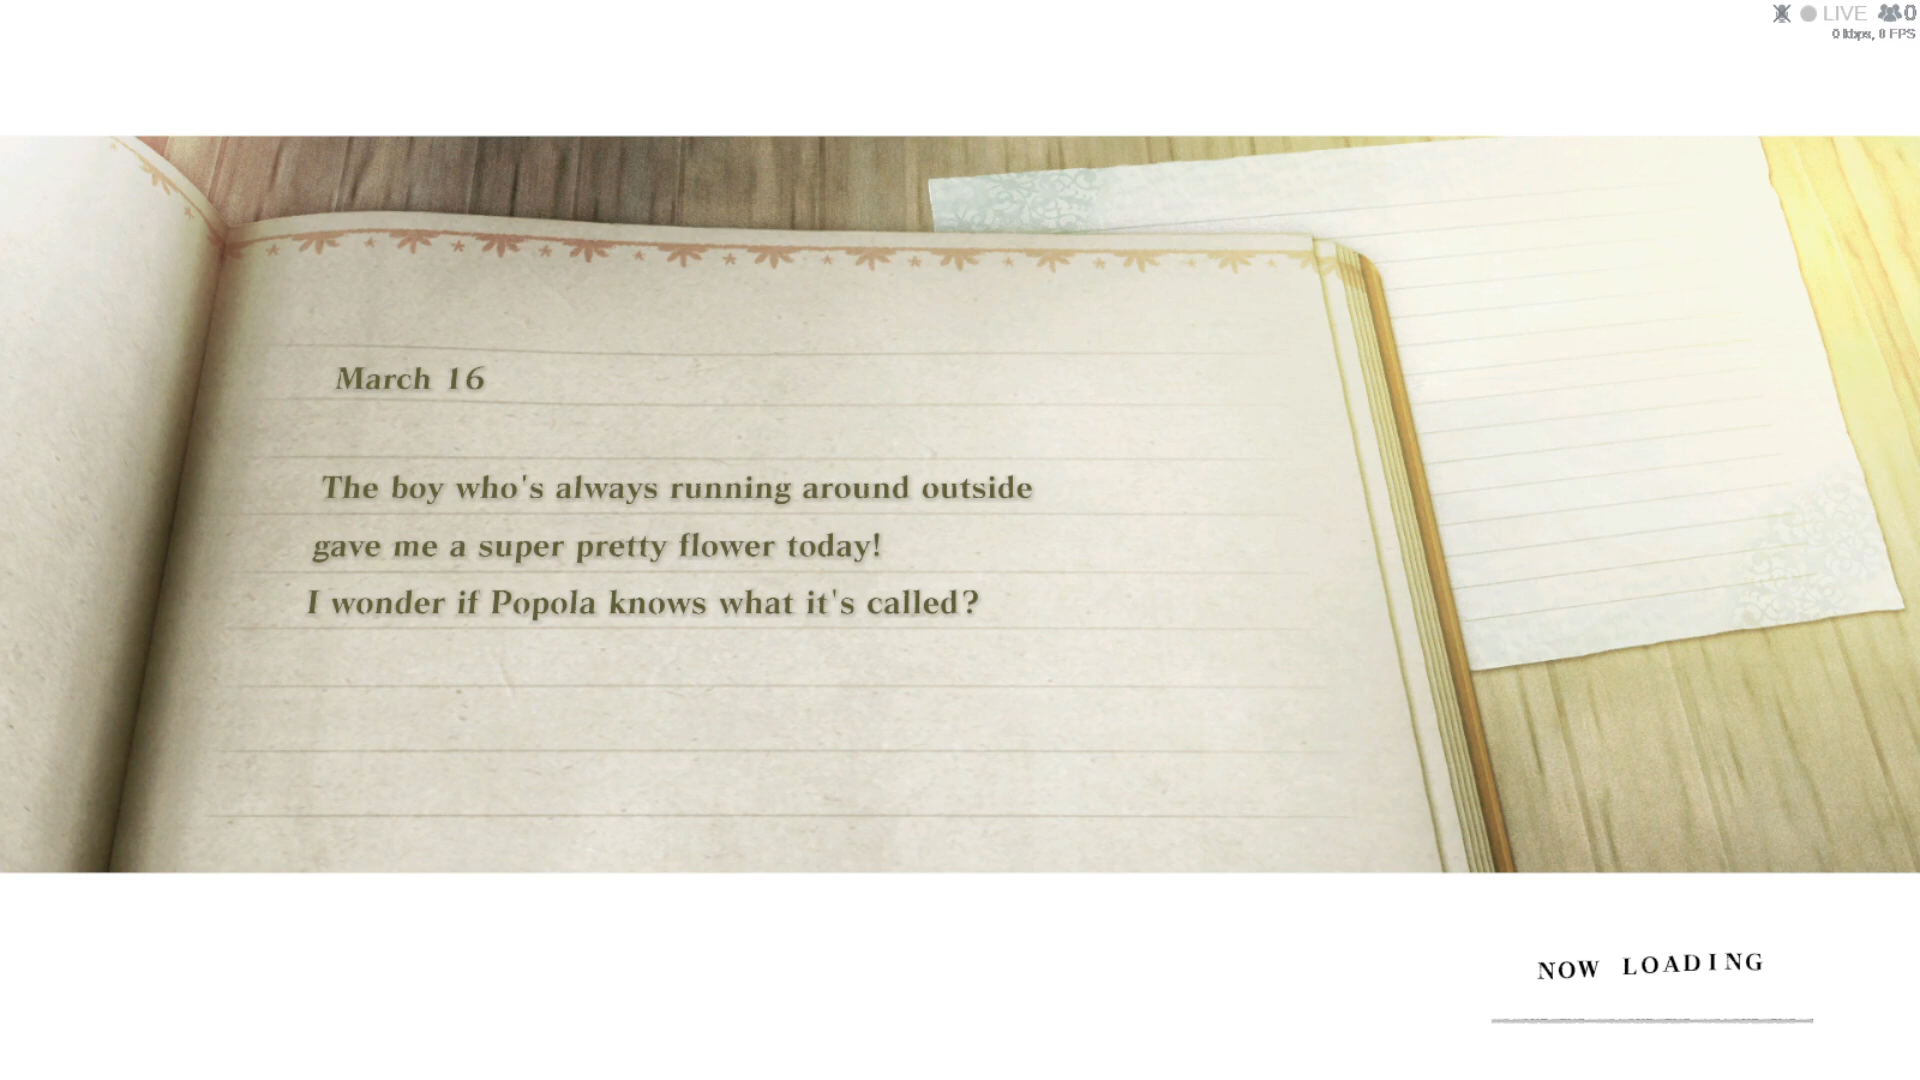 LIVE 0
0 kbps, 0 FPS
March 16
The boy who's always running around outside
gave me a super pretty flower today!
I wonder if Popola knows what it's called?
NOW LOADING